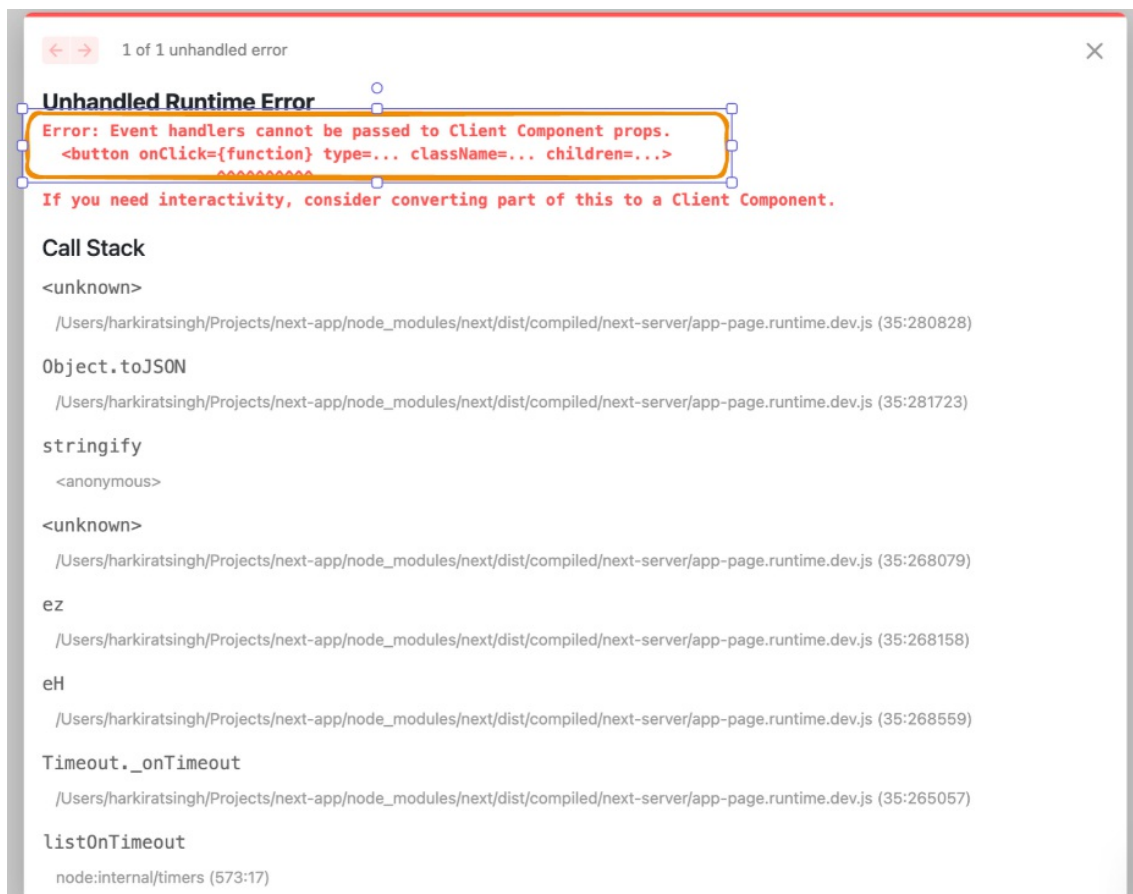 1 of 1 unhandled error
Unhandled Runtime Error
Error: Event handlers cannot be passed to Client Component props.
<button onClick={function} type=... className=... children=...>
^^^^^^^^^^
If you need interactivity, consider converting part of this to a Client Component.
Call Stack
<unknown>
/Users/harkiratsingh/Projects/next-app/node_modules/next/dist/compiled/next-server/app-page.runtime.dev.js (35:280828)
Object.toJSON
/Users/harkiratsingh/Projects/next-app/node_modules/next/dist/compiled/next-server/app-page.runtime.dev.js (35:281723)
stringify
<anonymous>
<unknown>
/Users/harkiratsingh/Projects/next-app/node_modules/next/dist/compiled/next-server/app-page.runtime.dev.js (35:268079)
ez
/Users/harkiratsingh/Projects/next-app/node_modules/next/dist/compiled/next-server/app-page.runtime.dev.js (35:268158)
eH
/Users/harkiratsingh/Projects/next-app/node_modules/next/dist/compiled/next-server/app-page.runtime.dev.js (35:268559)
Timeout._onTimeout
/Users/harkiratsingh/Projects/next-app/node_modules/next/dist/compiled/next-server/app-page.runtime.dev.js (35:265057)
listOnTimeout
node:internal/timers (573:17)